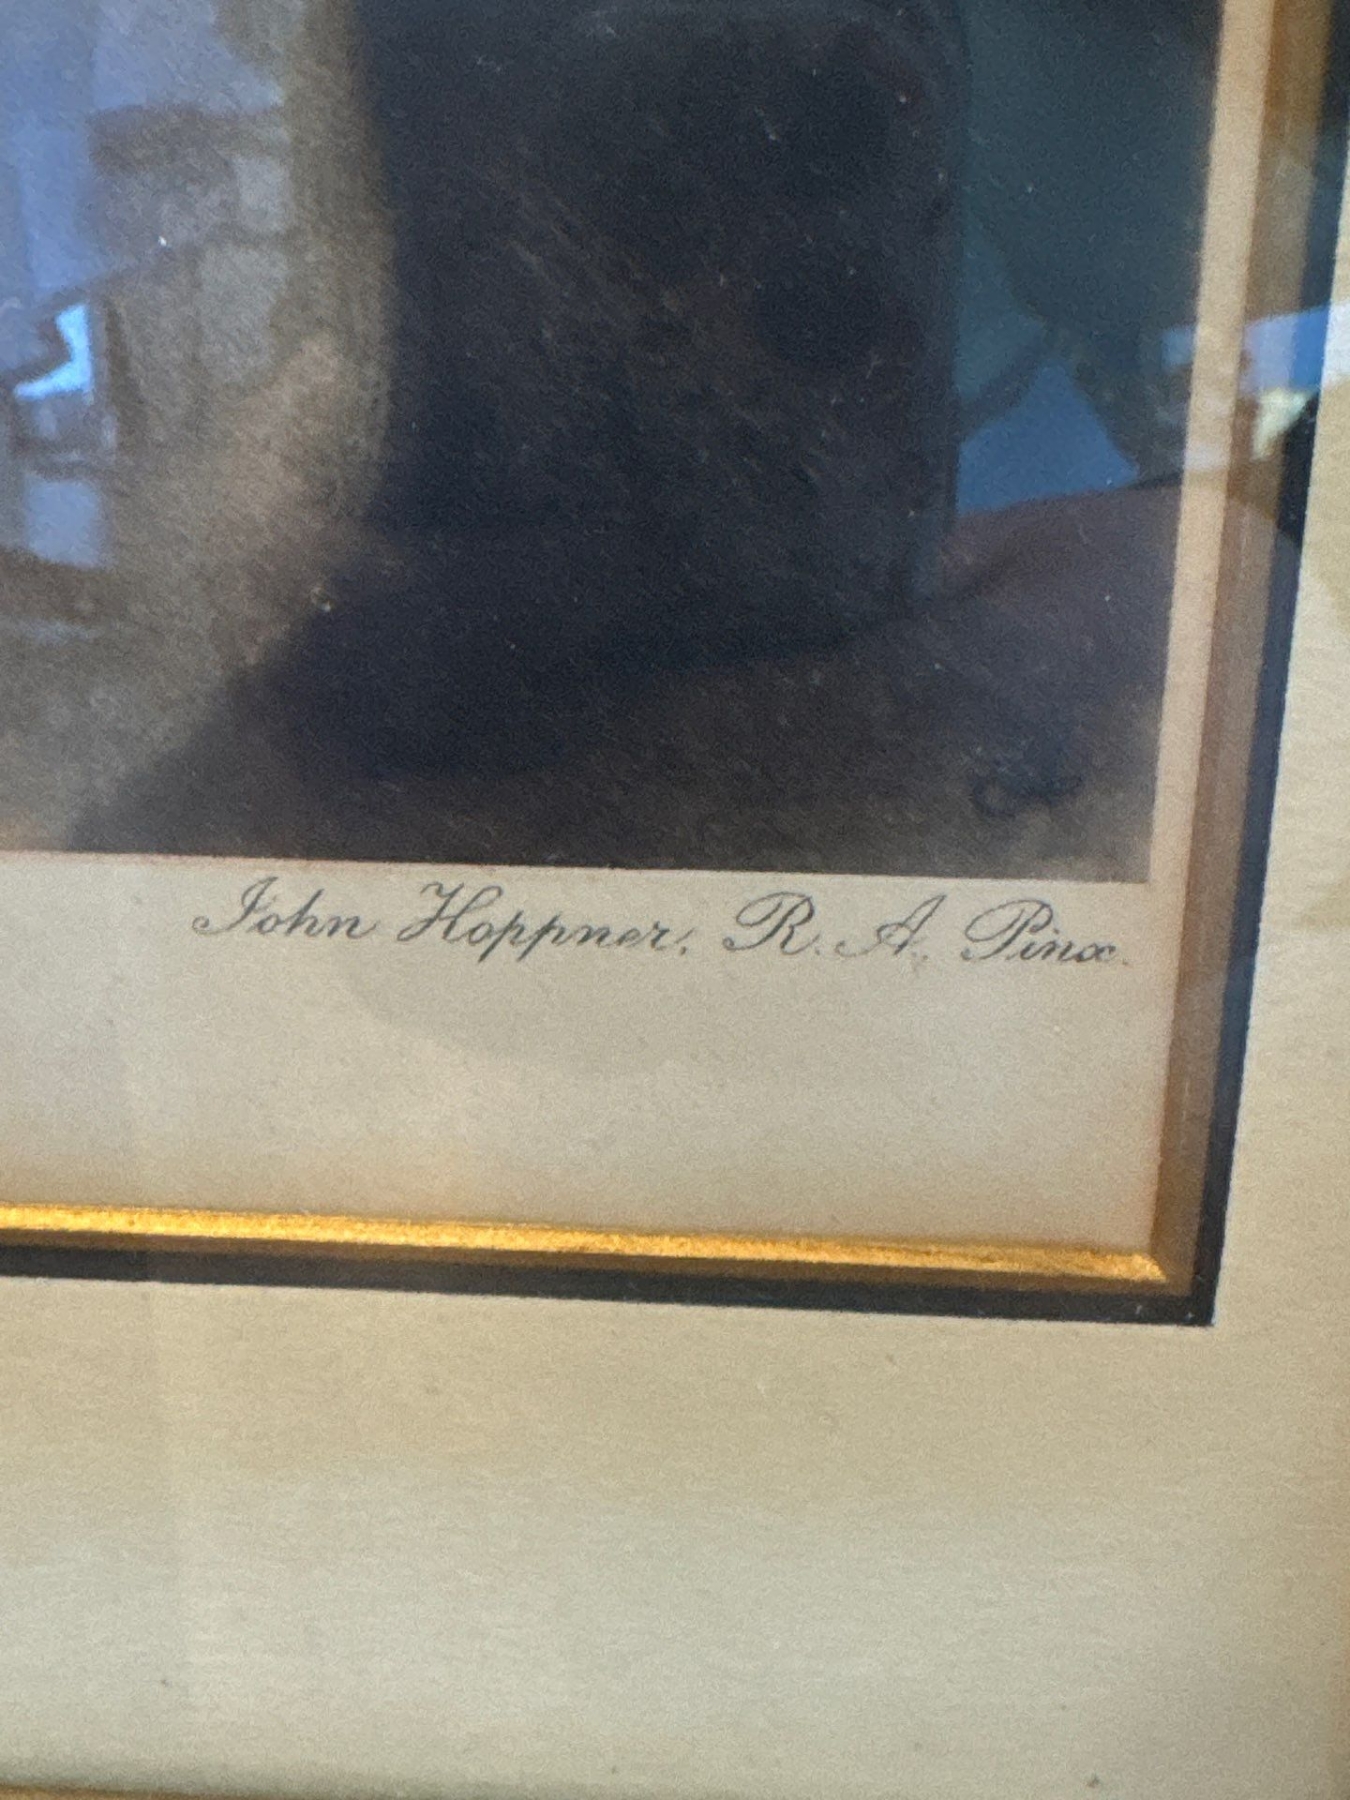 John Hoppner, R. A. Pinx.